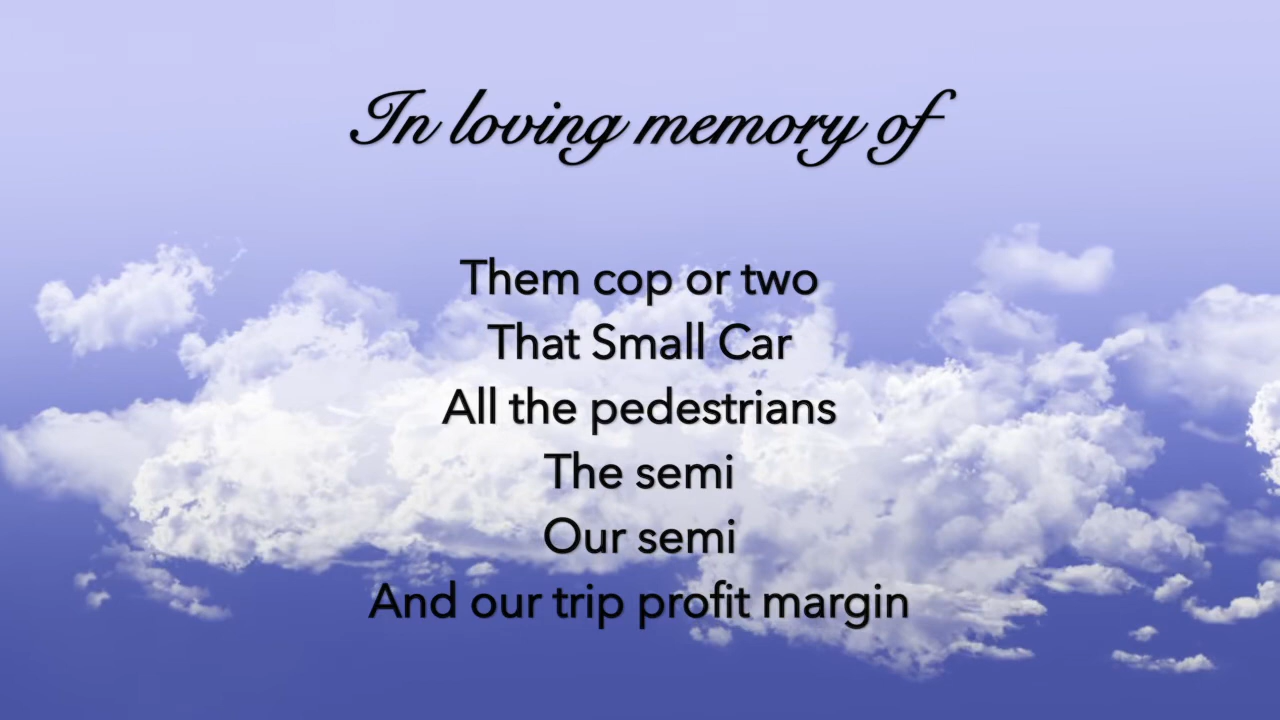 In loving memory of
Them cop or two
That Small Car
All the pedestrians
The semi
Our semi
And our trip profit margin